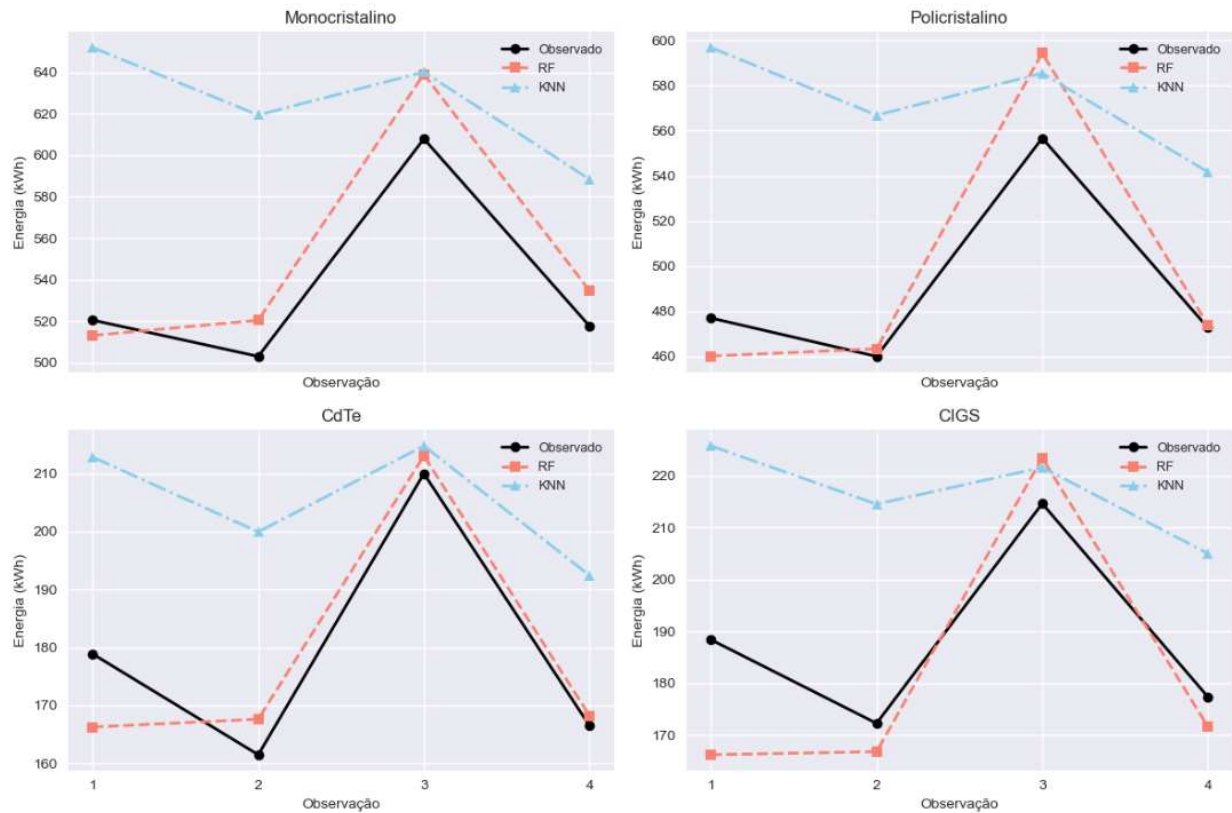 Monocristalino
Observado
RF
KNN
Energia (kWh)
640
620
600
580
560
540
520
500
Observação
Policristalino
Observado
RF
KNN
Energia (kWh)
600
580
560
540
520
500
480
460
Observação
CdTe
Observado
RF
KNN
Energia (kWh)
210
200
190
180
170
160
1 2 3 4
Observação
CIGS
Observado
RF
KNN
Energia (kWh)
220
210
200
190
180
170
1 2 3 4
Observação